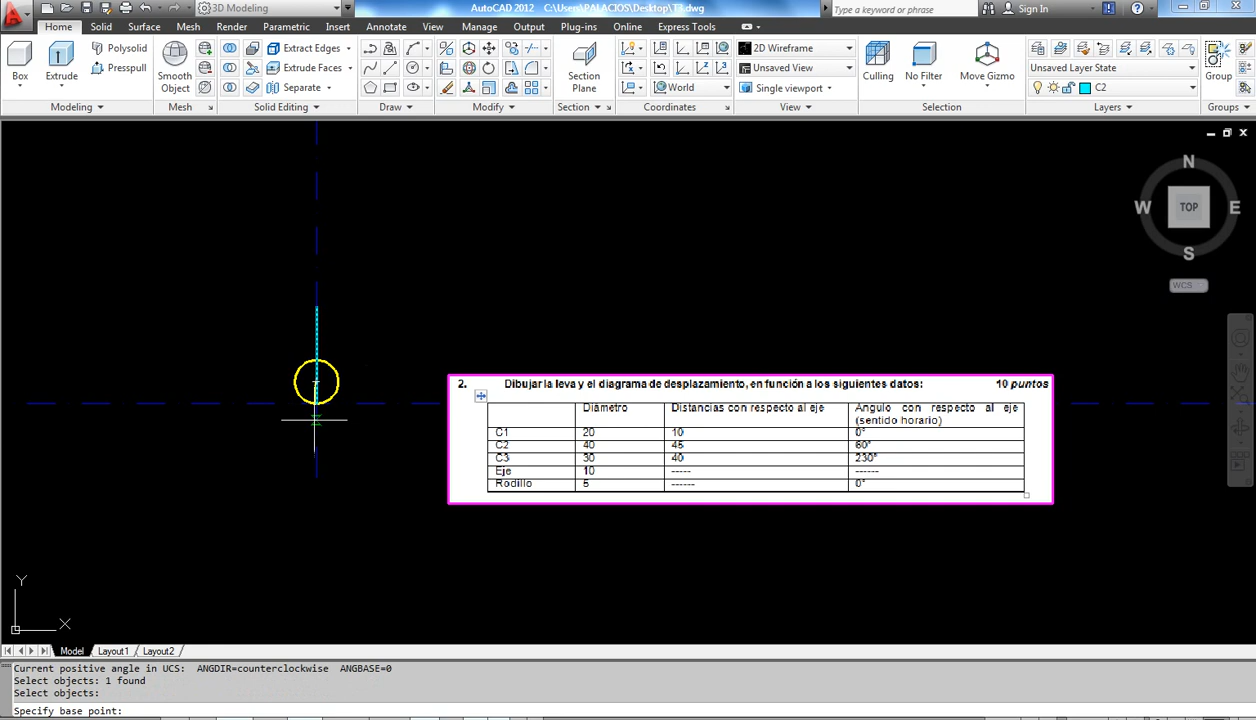 3D Modeling
AutoCAD 2012 C:\Users\PALACIOS\Desktop\T3.dwg
Type a keyword or phrase
Sign In
Home Solid Surface Mesh Render Parametric Insert Annotate View Manage Output Plug-ins Express Tools
Box
Extrude
Polysolid
Presspull
Smooth
Object
Extract Edges
Extrude Faces
Separate
Section
Plane
World
2D Wireframe
Unsaved View
Single viewport
Culling
No Filter
Move Gizmo
Unsaved Layer State
C2
Group
Modeling Mesh Solid Editing Draw Modify Section Coordinates View Selection Layers Groups
N
W TOP E
S
WCS
2. Dibujar la leva y el diagrama de desplazamiento, en función a los siguientes datos: 10 puntos
Diametro Distancias con respecto al eje Angulo con respecto al eje
(sentido horario)
C1 20 10 0°
C2 40 45 60°
C3 30 40 230°
Eje 10 ----- ------
Rodillo 5 ------ 0°
Y
X
Model Layout1 Layout2
Current positive angle in UCS: ANGDIR=counterclockwise ANGBASE=0
Select objects: 1 found
Select objects:
Specify base point: